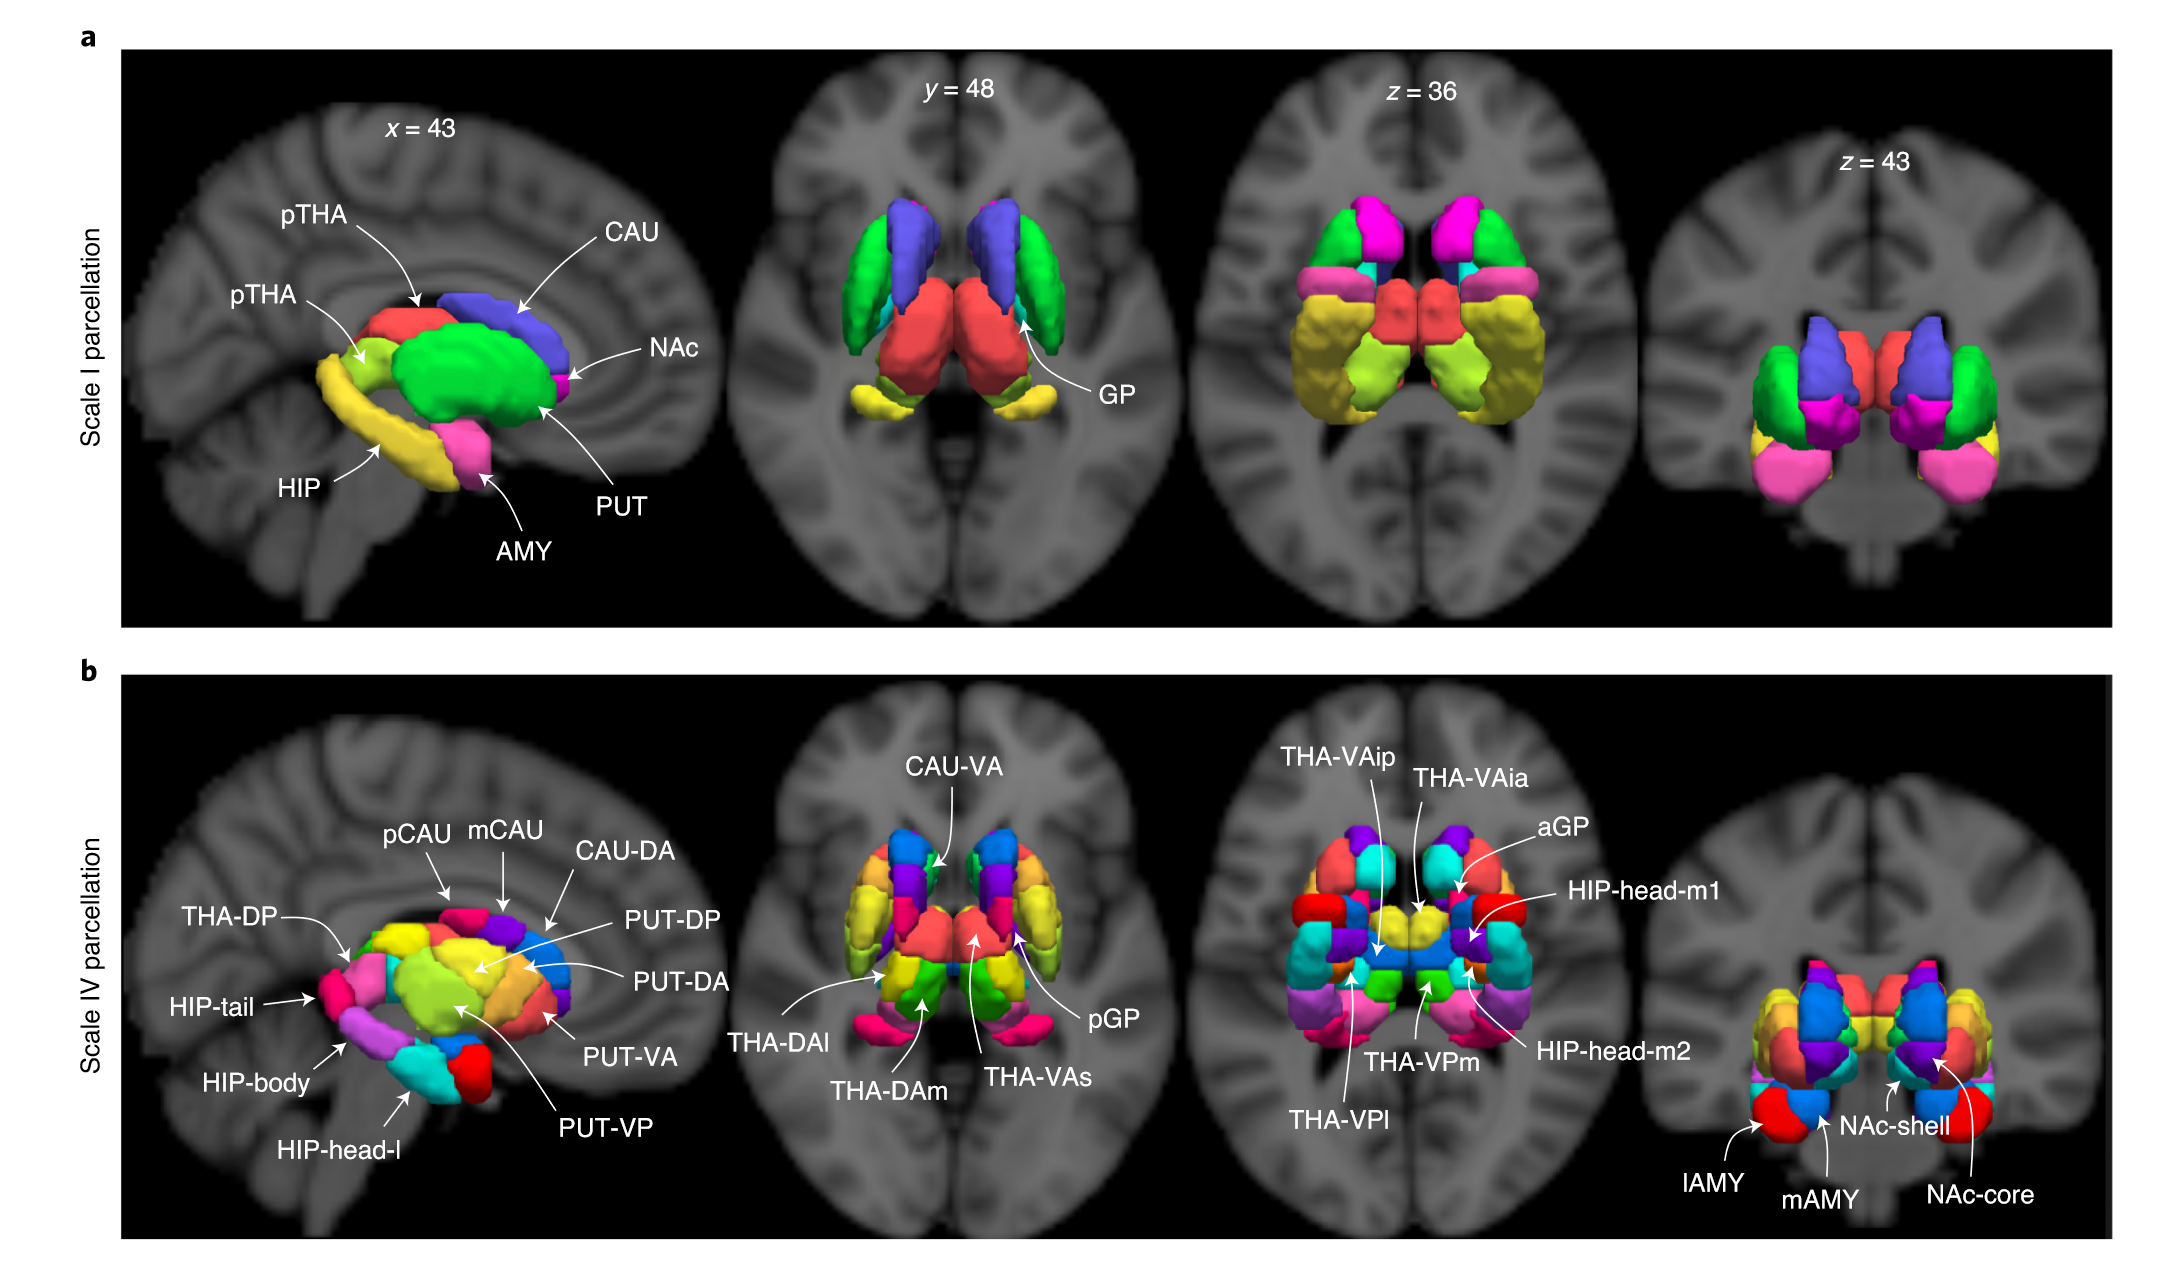 a
Scale I parcellation
x = 43
y = 48
z = 36
z = 43
pTHA
CAU
pTHA
NAc
GP
HIP
PUT
AMY
b
Scale IV parcellation
THA-VAip
CAU-VA
THA-VAia
pCAU
mCAU
aGP
CAU-DA
HIP-head-m1
THA-DP
PUT-DP
PUT-DA
HIP-tail
pGP
THA-DAl
HIP-head-m2
PUT-VA
THA-VPm
THA-VAs
HIP-body
THA-DAm
THA-VPl
NAc-shell
PUT-VP
HIP-head-l
lAMY
mAMY
NAc-core